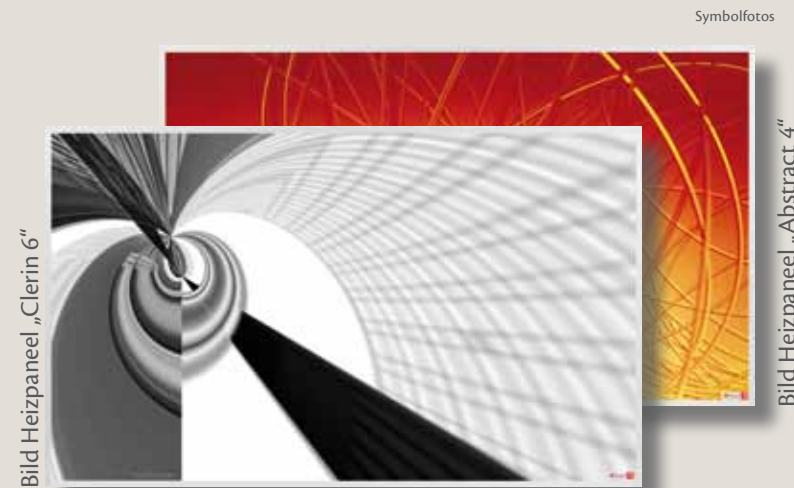 Symbolfotos
Bild Heizpaneel „Clerin 6“
Bild Heizpaneel „Abstract 4“